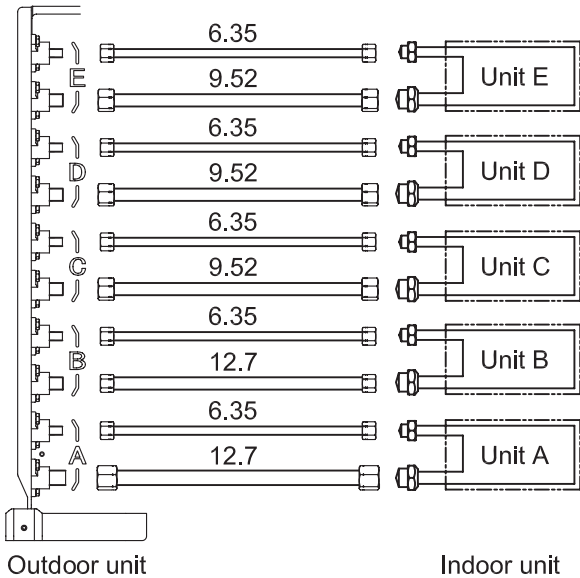 6.35
E
9.52
Unit E
6.35
D
9.52
Unit D
6.35
C
9.52
Unit C
6.35
B
12.7
Unit B
6.35
A
12.7
Unit A
Outdoor unit
Indoor unit